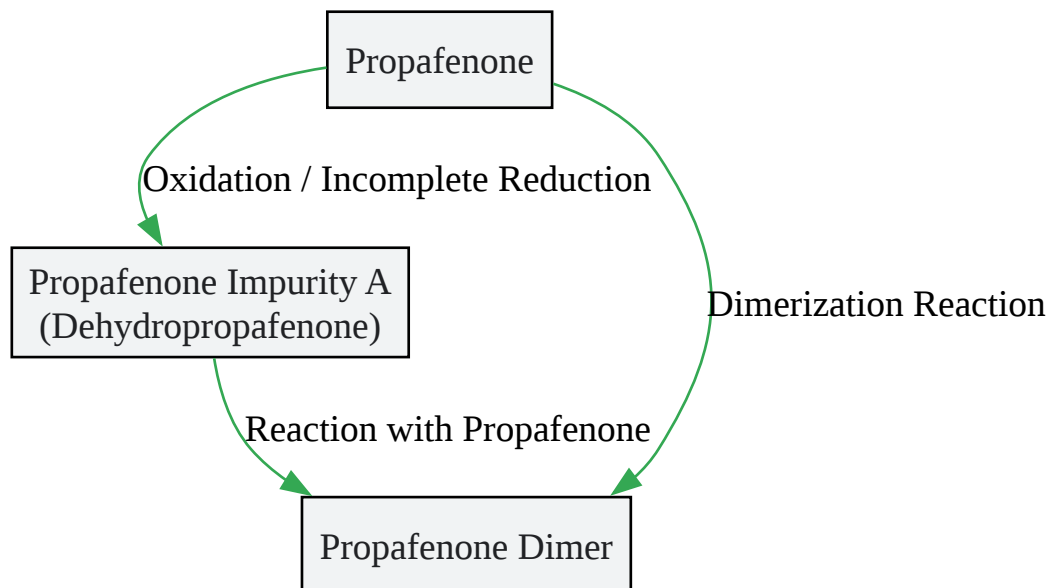 Propafenone
Oxidation / Incomplete Reduction
Propafenone Impurity A
(Dehydropropafenone)
Dimerization Reaction
Reaction with Propafenone
Propafenone Dimer